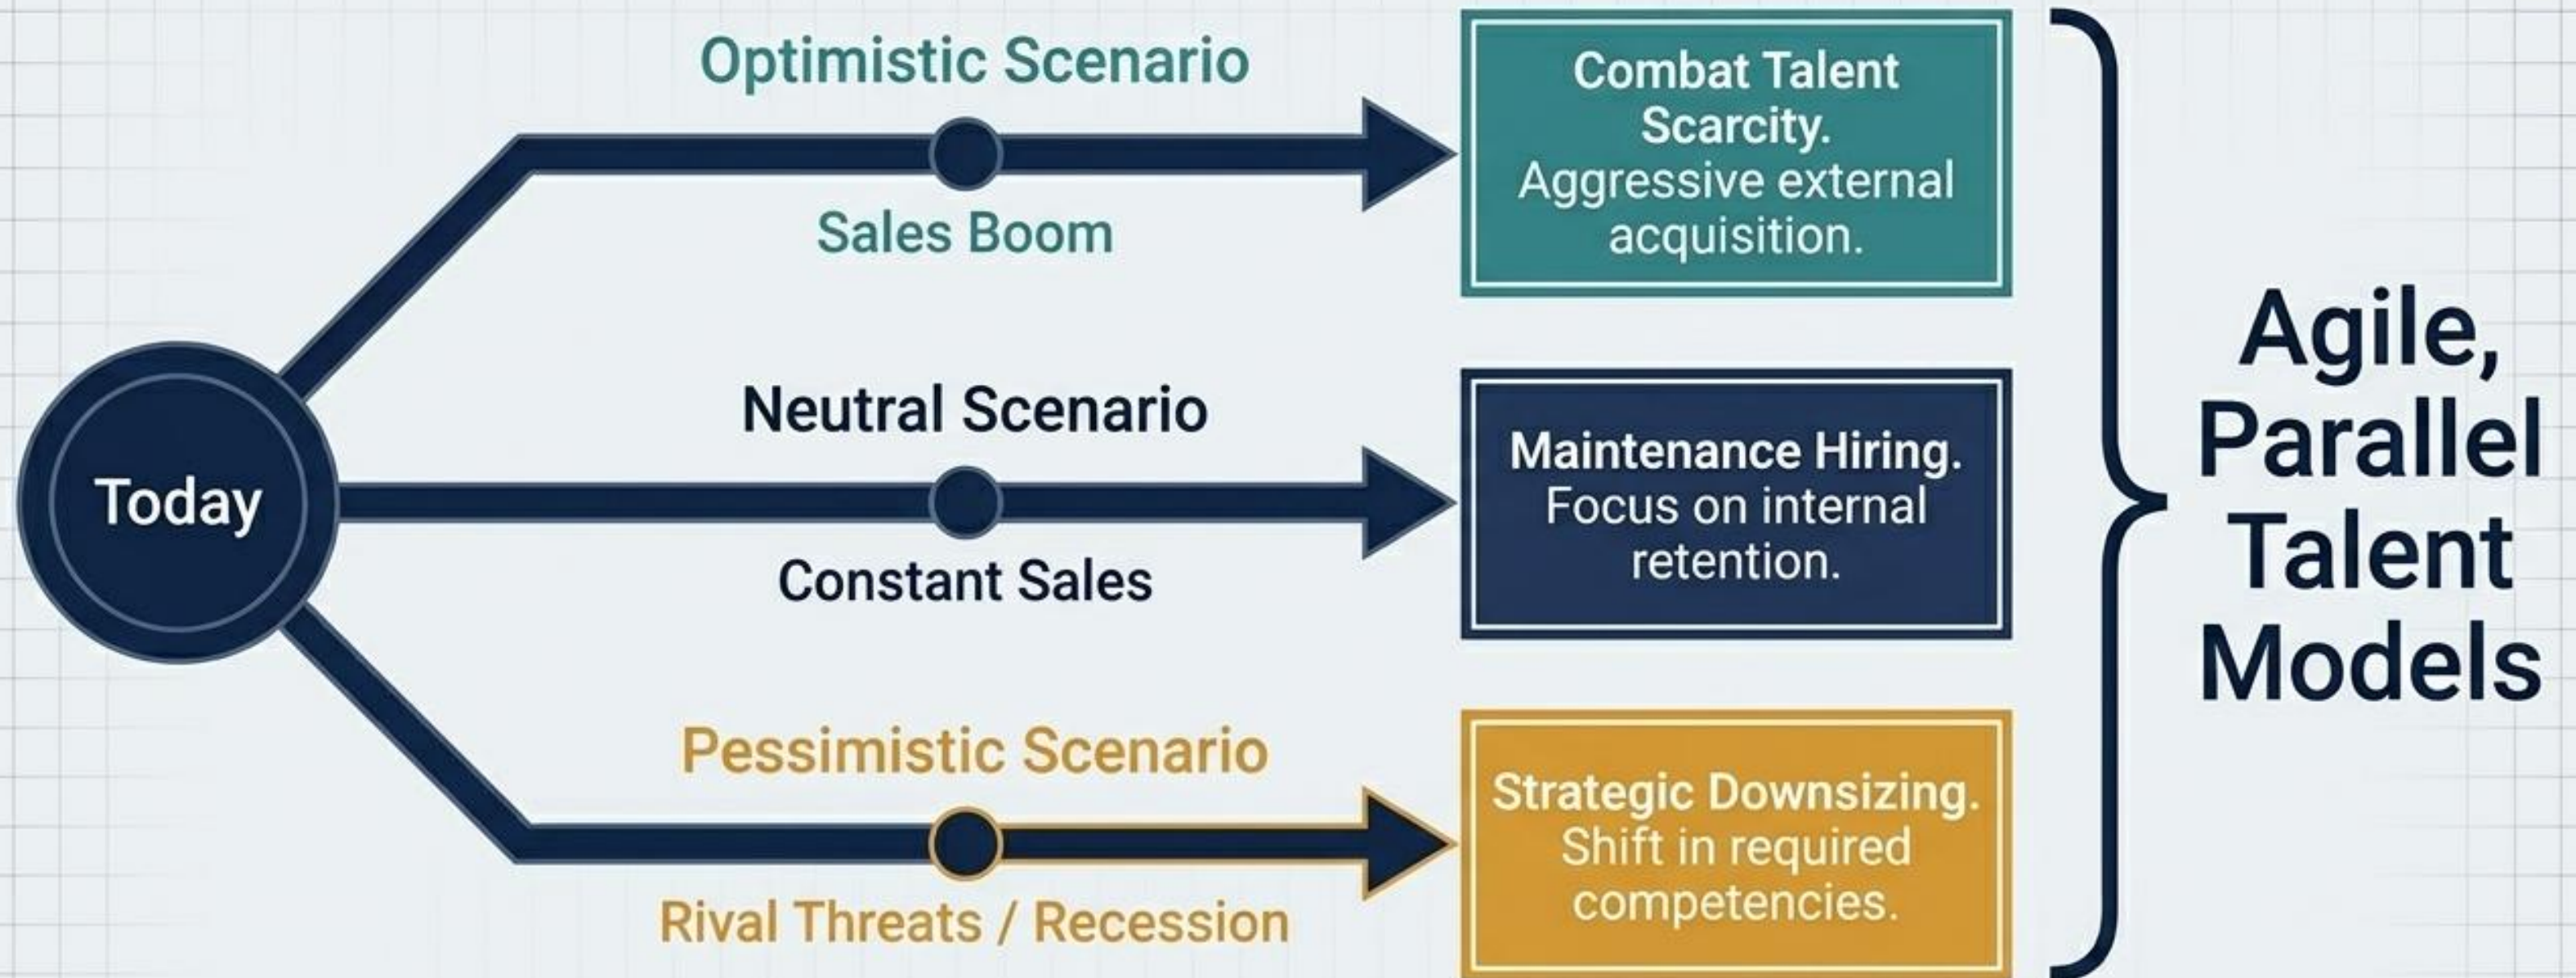 Today
Optimistic Scenario
Sales Boom
Combat Talent
Scarcity.
Aggressive external
acquisition.
Neutral Scenario
Constant Sales
Maintenance Hiring.
Focus on internal
retention.
Pessimistic Scenario
Rival Threats / Recession
Strategic Downsizing.
Shift in required
competencies.
Agile,
Parallel
Talent
Models